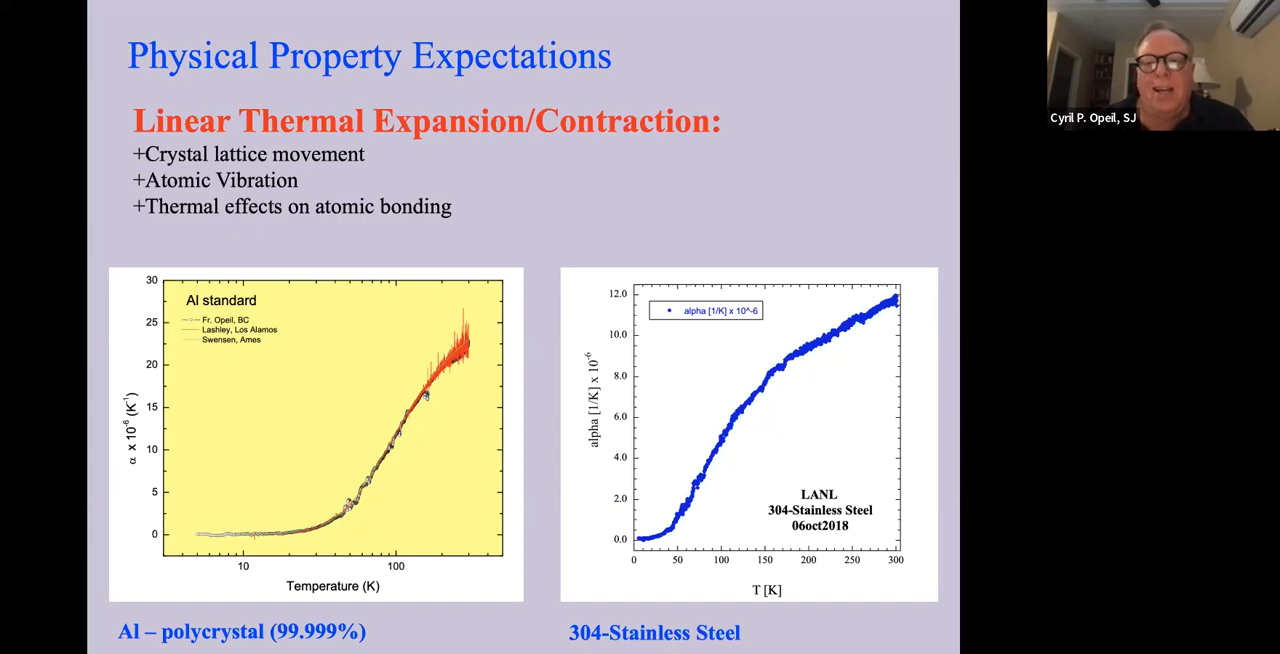 Physical Property Expectations
Linear Thermal Expansion/Contraction:
+Crystal lattice movement
+Atomic Vibration
+Thermal effects on atomic bonding
Cyril P. Opeil, SJ
Al standard
Fr. Opeil, BC
Lashley, Los Alamos
Swensen, Ames
α x 10⁻⁶ (K⁻¹)
30
25
20
15
10
5
0
10
100
Temperature (K)
Al – polycrystal (99.999%)
alpha [1/K] x 10^-6
alpha [1/K] x 10⁻⁶
12.0
10.0
8.0
6.0
4.0
2.0
0.0
LANL
304-Stainless Steel
06oct2018
0 50 100 150 200 250 300
T [K]
304-Stainless Steel